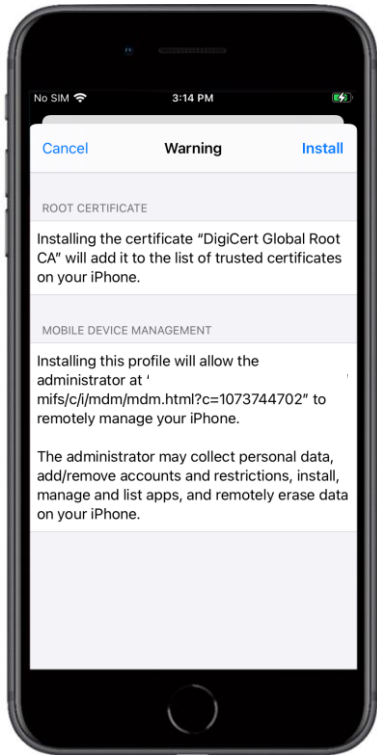 No SIM 3:14 PM
Cancel Warning Install
ROOT CERTIFICATE
Installing the certificate “DigiCert Global Root
CA” will add it to the list of trusted certificates
on your iPhone.
MOBILE DEVICE MANAGEMENT
Installing this profile will allow the
administrator at ‘ '
mifs/c/i/mdm/mdm.html?c=1073744702” to
remotely manage your iPhone.
The administrator may collect personal data,
add/remove accounts and restrictions, install,
manage and list apps, and remotely erase data
on your iPhone.